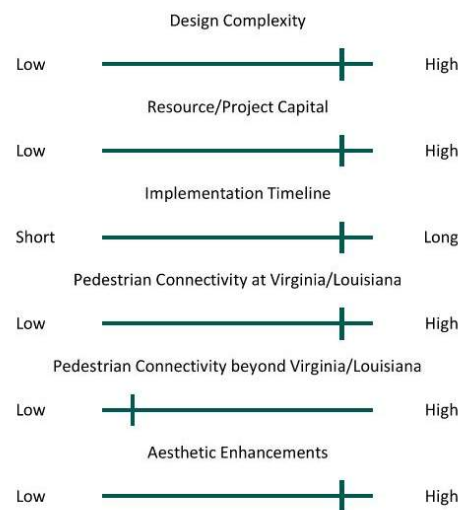 Design Complexity
Low High
Resource/Project Capital
Low High
Implementation Timeline
Short Long
Pedestrian Connectivity at Virginia/Louisiana
Low High
Pedestrian Connectivity beyond Virginia/Louisiana
Low High
Aesthetic Enhancements
Low High